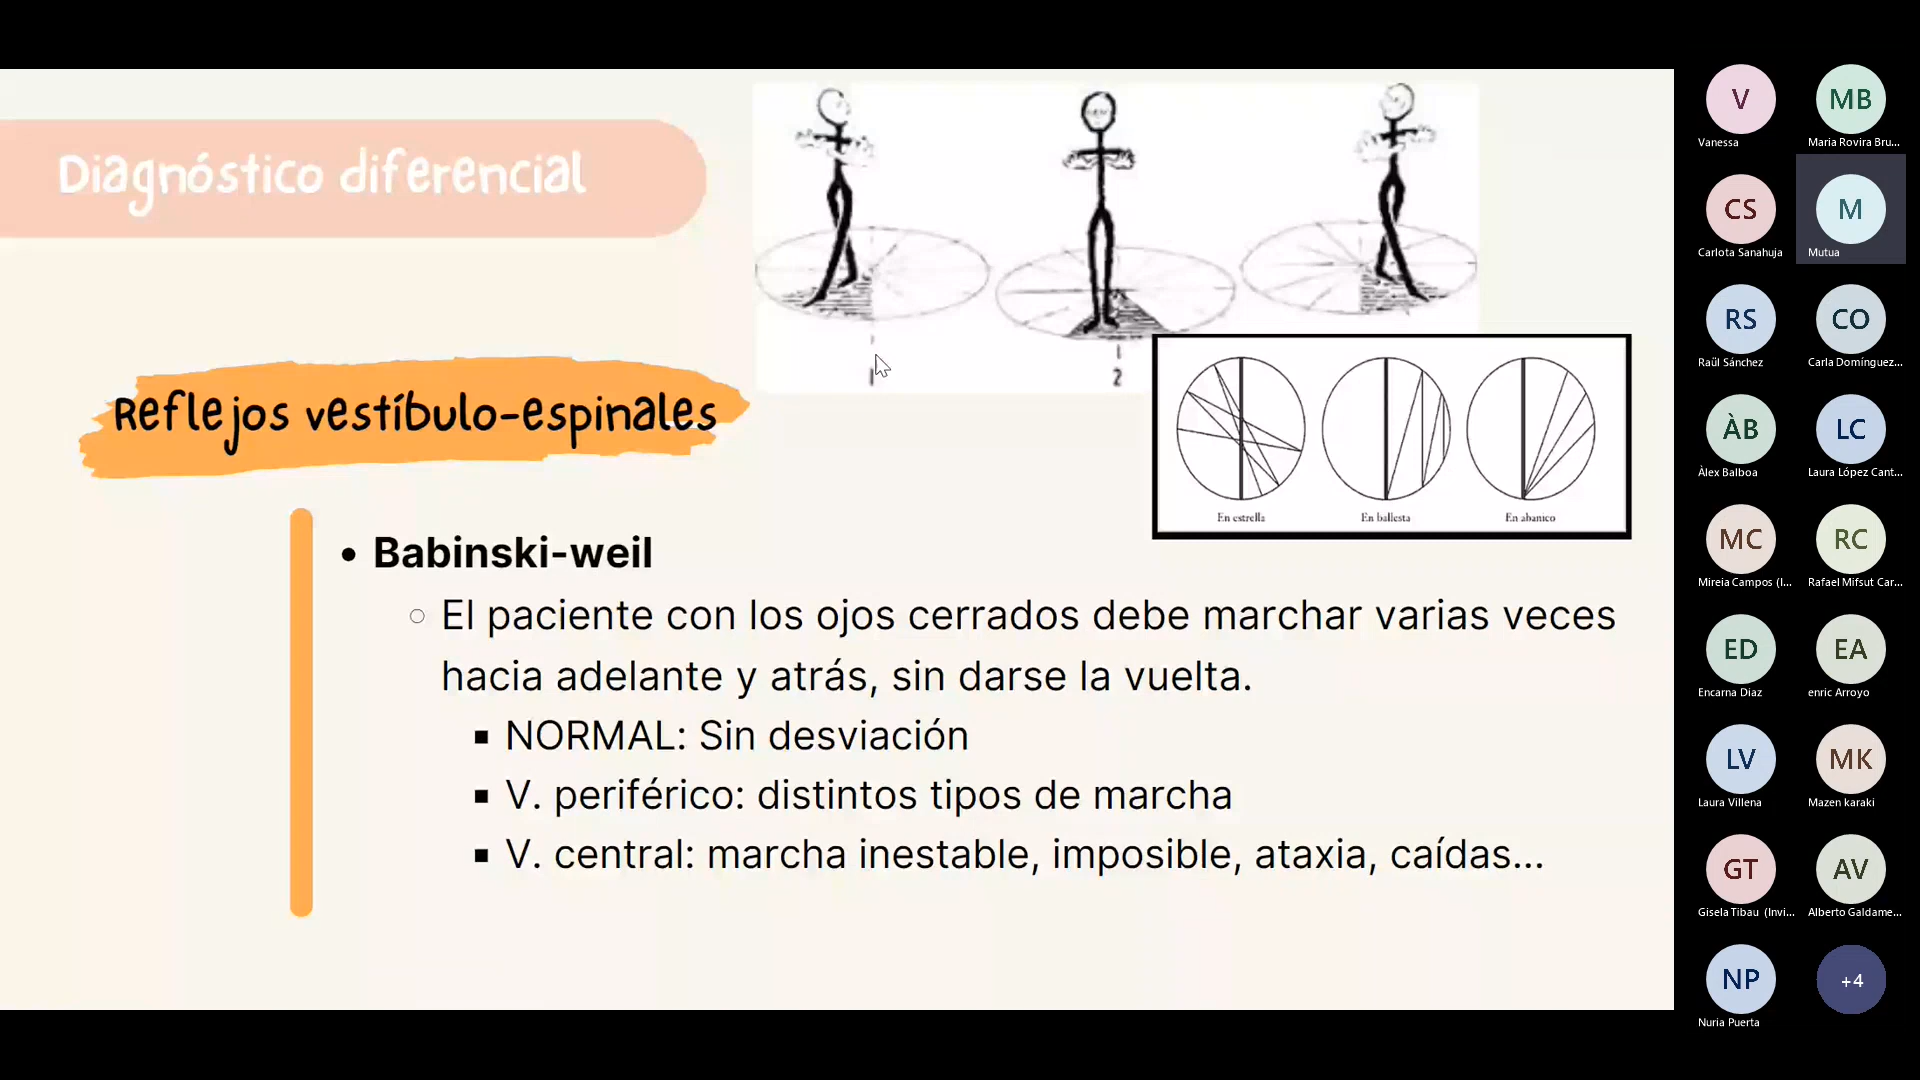 Diagnóstico diferencial
1
2
Reflejos vestíbulo-espinales
En estrella
En ballesta
En abanico
Babinski-weil
El paciente con los ojos cerrados debe marchar varias veces
hacia adelante y atrás, sin darse la vuelta.
NORMAL: Sin desviación
V. periférico: distintos tipos de marcha
V. central: marcha inestable, imposible, ataxia, caídas...
V
Vanessa
MB
Maria Rovira Bru...
CS
Carlota Sanahuja
M
Mutua
RS
Raül Sánchez
CO
Carla Domínguez...
ÀB
Àlex Balboa
LC
Laura López Cant...
MC
Mireia Campos (I...
RC
Rafael Mifsut Car...
ED
Encarna Diaz
EA
enric Arroyo
LV
Laura Villena
MK
Mazen karaki
GT
Gisela Tibau (Invi...
AV
Alberto Galdame...
NP
Nuria Puerta
+4